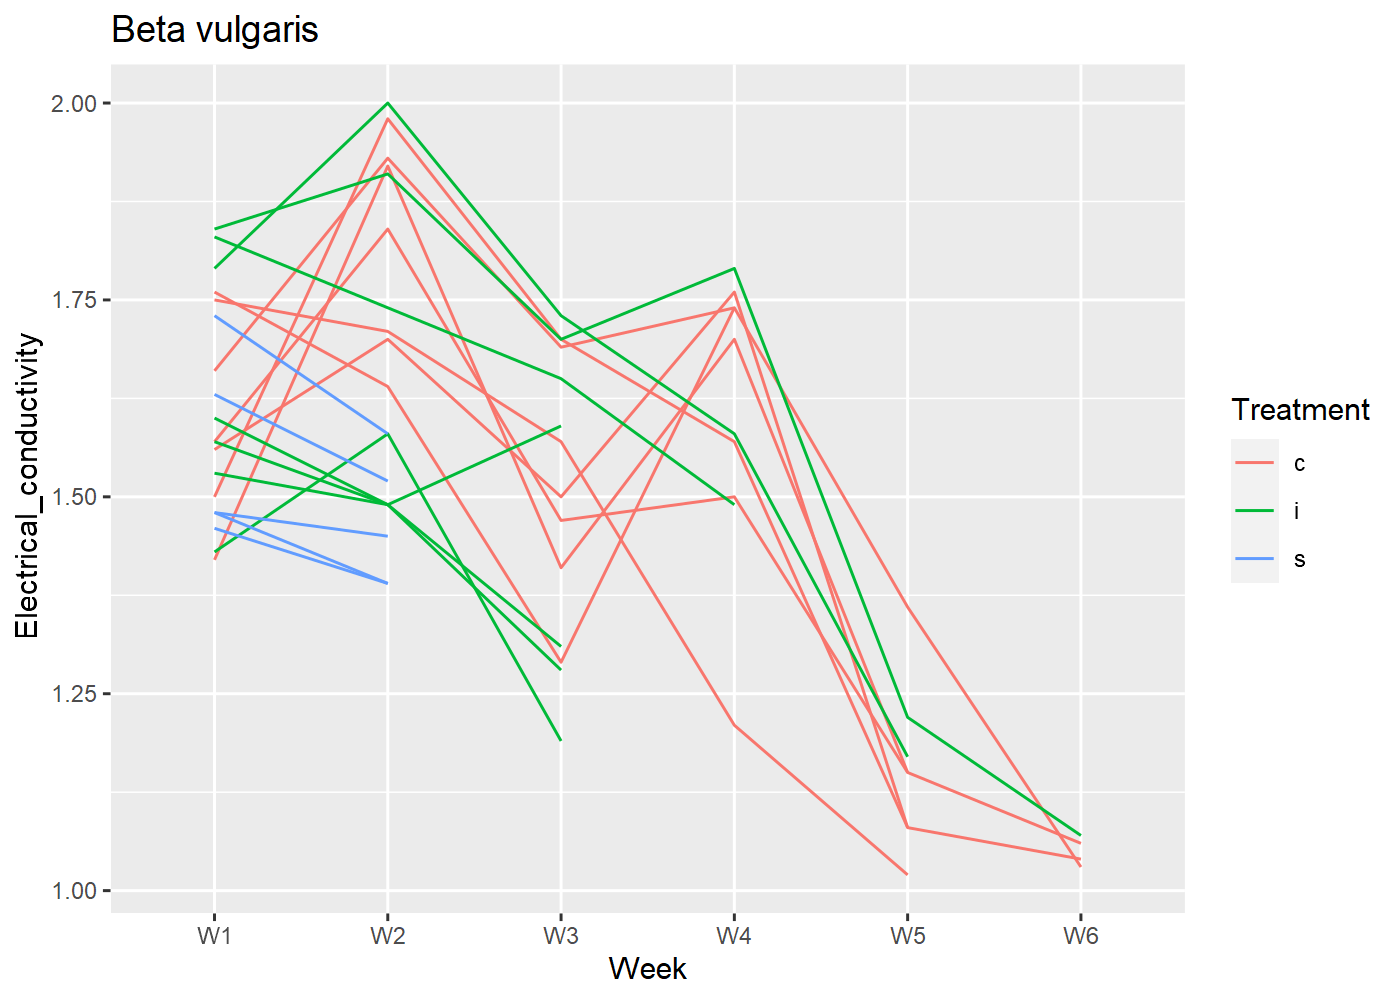 Beta vulgaris
2.00
1.75
1.50
1.25
1.00
Electrical_conductivity
W1 W2 W3 W4 W5 W6
Week
Treatment
c
i
s